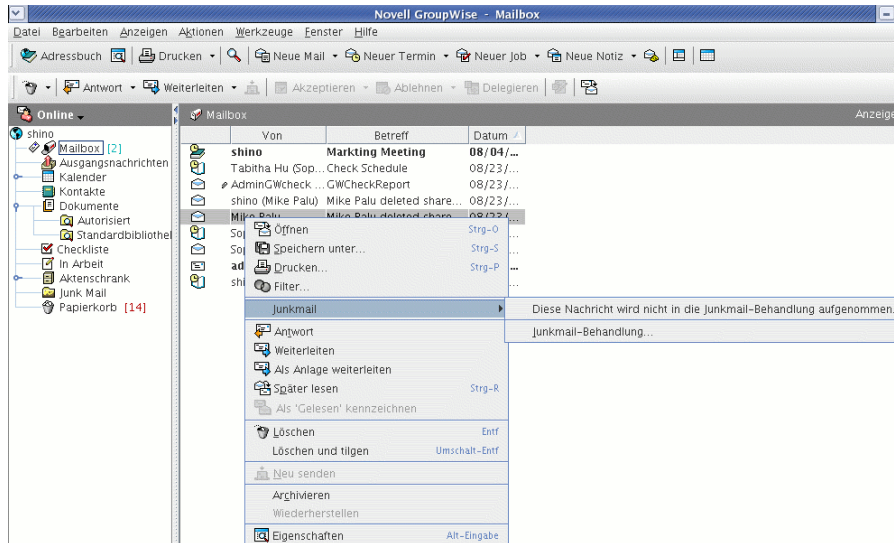 Novell GroupWise - Mailbox
Datei Bearbeiten Anzeigen Aktionen Werkzeuge Fenster Hilfe
Adressbuch Drucken Neue Mail Neuer Termin Neuer Job Neue Notiz
Antwort Weiterleiten Akzeptieren Ablehnen Delegieren
Online Mailbox Anzeige
shino
Mailbox [2]
Ausgangsnachrichten
Kalender
Kontakte
Dokumente
Autorisiert
Standardbibliothel
Checkliste
In Arbeit
Aktenschrank
Junk Mail
Papierkorb [14]
Von Betreff Datum
shino Markting Meeting 08/04/...
Tabitha Hu (Sop... Check Schedule 08/23/...
AdminGWcheck ... GWCheckReport 08/23/...
shino (Mike Palu) Mike Palu deleted share... 08/23/...
Mike Palu Mike Palu deleted share... 08/23/...
Öffnen Strg-O
Speichern unter... Strg-S
Drucken... Strg-P
Filter...
Junkmail
Antwort
Weiterleiten
Als Anlage weiterleiten
Später lesen Strg-R
Als 'Gelesen' kennzeichnen
Löschen Entf
Löschen und tilgen Umschalt-Entf
Neu senden
Archivieren
Wiederherstellen
Eigenschaften Alt-Eingabe
Diese Nachricht wird nicht in die Junkmail-Behandlung aufgenommen.
Junkmail-Behandlung...